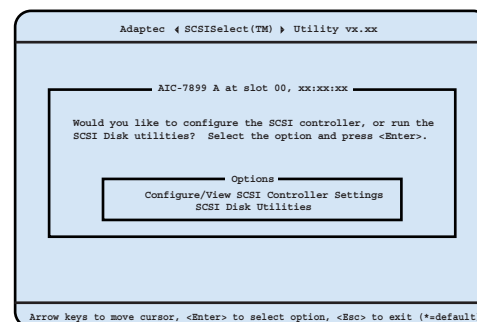 Adaptec ⟨ SCSISelect(TM) ⟩ Utility vx.xx
AIC-7899 A at slot 00, xx:xx:xx
Would you like to configure the SCSI controller, or run the
SCSI Disk utilities? Select the option and press <Enter>.
Options
Configure/View SCSI Controller Settings
SCSI Disk Utilities
Arrow keys to move cursor, <Enter> to select option, <Esc> to exit (*=default